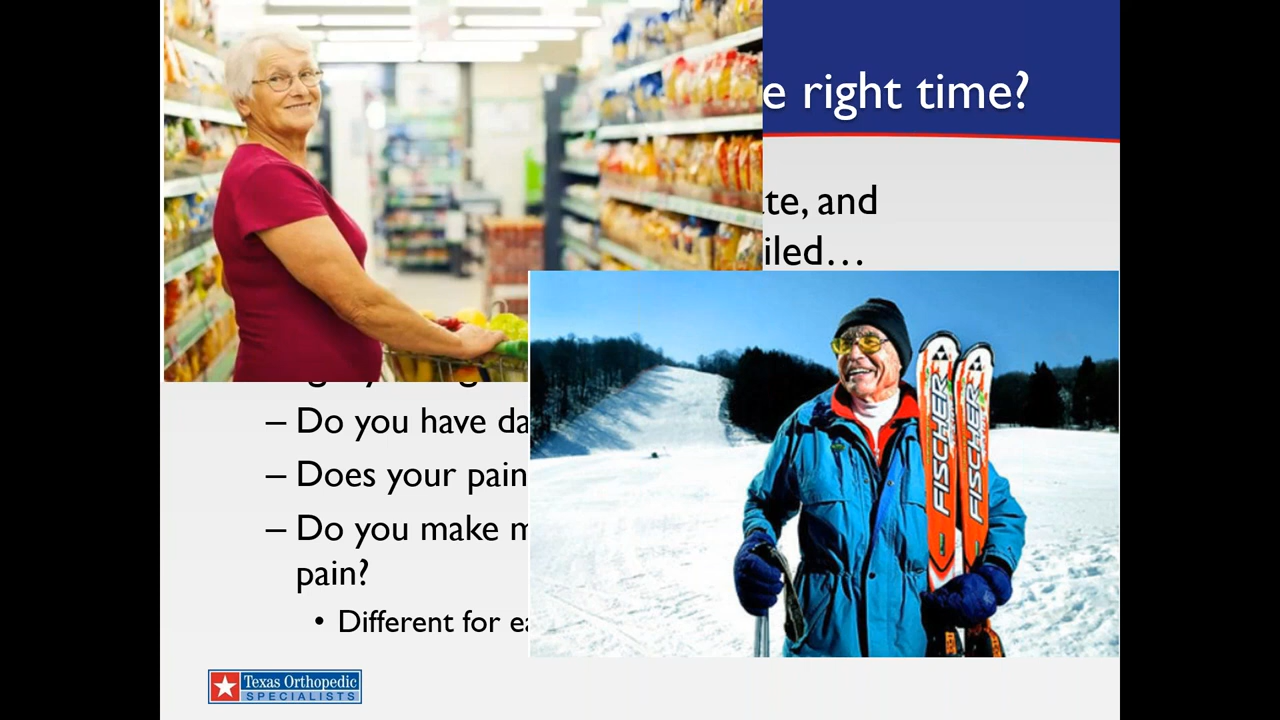 e right time?
te, and
iled…
– Do you have da
– Does your pain
– Do you make m
pain?
• Different for ea
FISCHER
FISCHER
Texas Orthopedic
SPECIALISTS